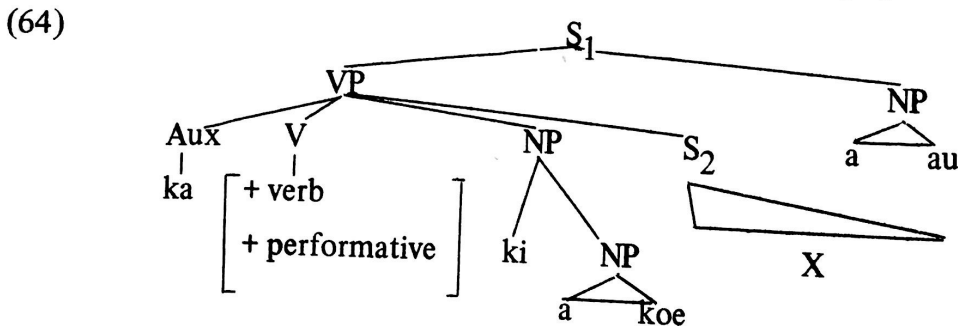 (64)
S1
VP NP
Aux V NP S2 a au
ka + verb
+ performative ki NP X
a koe